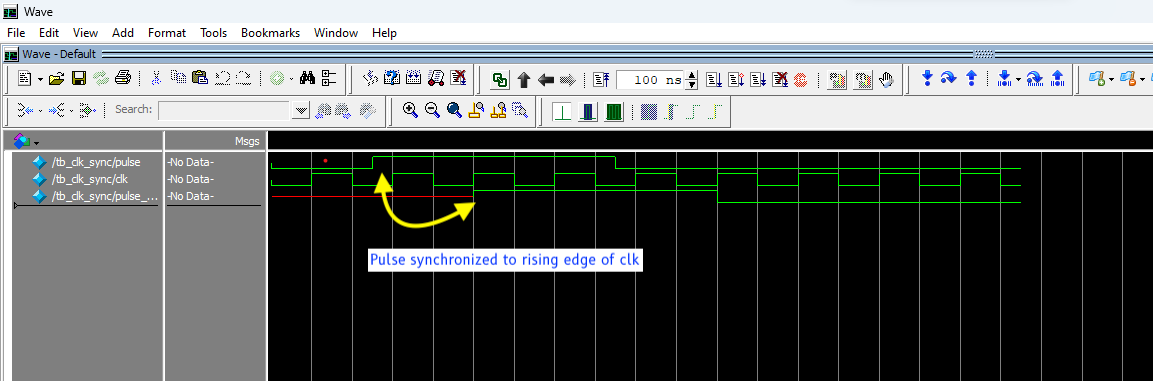 Wave
File Edit View Add Format Tools Bookmarks Window Help
Wave - Default
100 ns
Search:
Msgs
/tb_clk_sync/pulse -No Data-
/tb_clk_sync/clk -No Data-
/tb_clk_sync/pulse_... -No Data-
Pulse synchronized to rising edge of clk